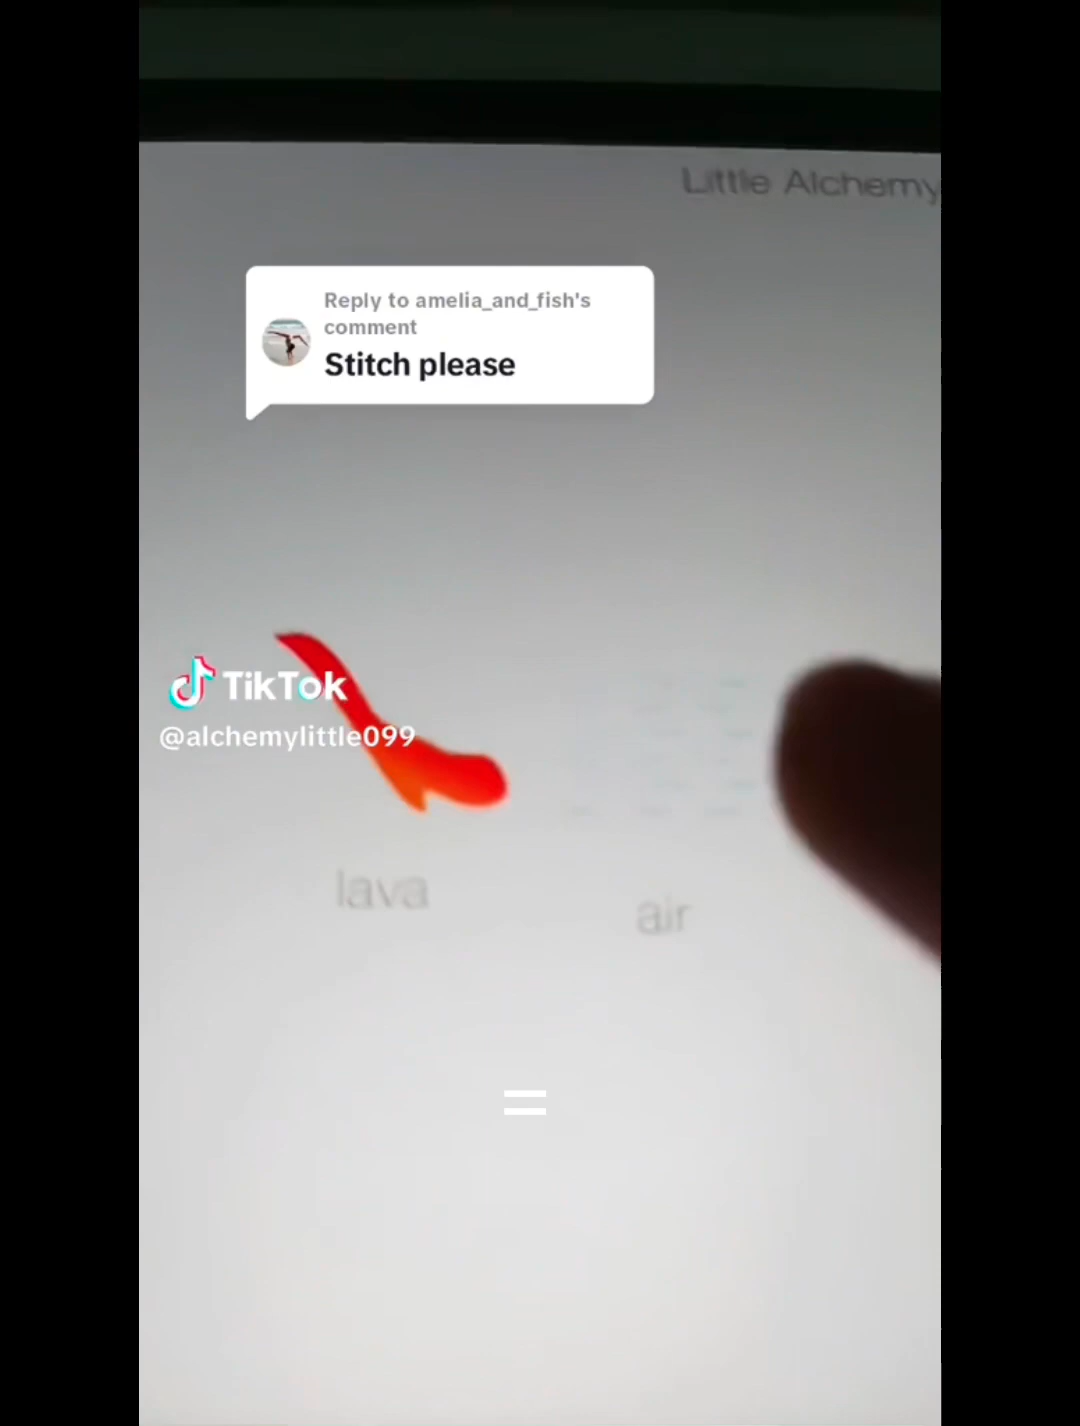 Little Alchemy
Reply to amelia_and_fish's
comment
Stitch please
TikTok
@alchemylittle099
lava
air
=